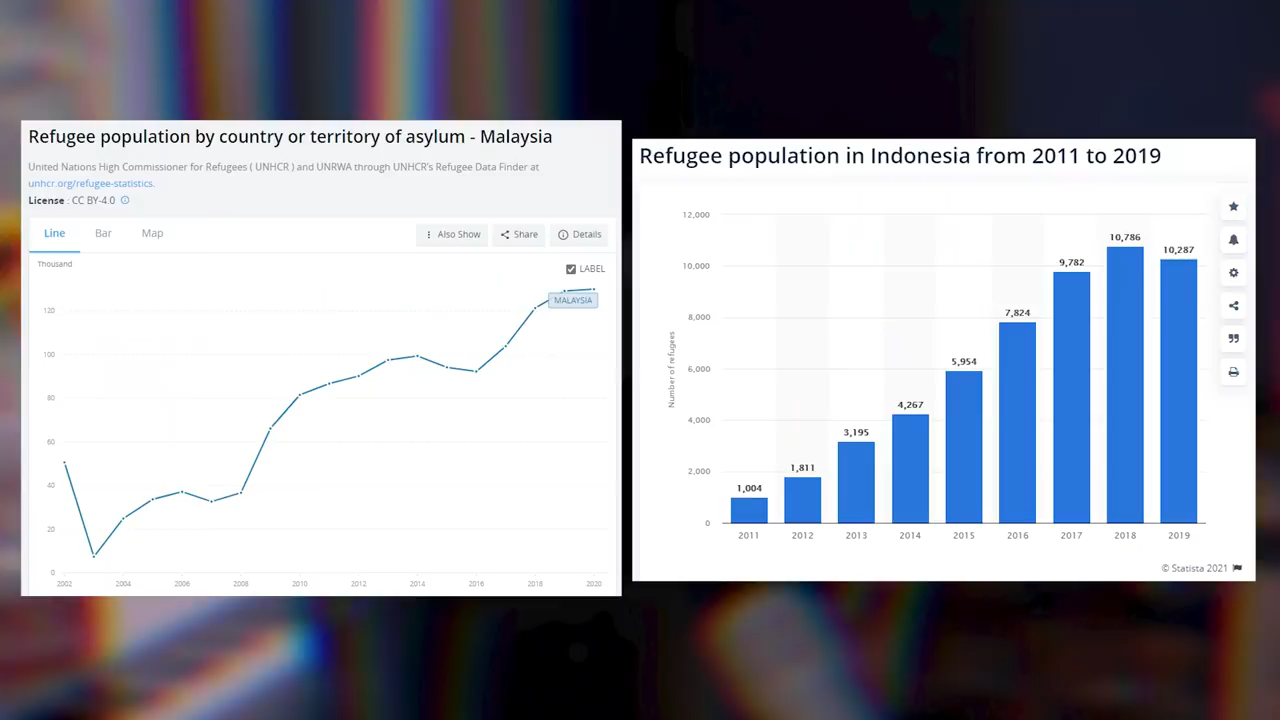 Refugee population by country or territory of asylum - Malaysia
United Nations High Commissioner for Refugees ( UNHCR ) and UNRWA through UNHCR's Refugee Data Finder at
unhcr.org/refugee-statistics.
License : CC BY-4.0
Line Bar Map Also Show Share Details
Thousand
LABEL
MALAYSIA
120
100
80
60
40
20
0
2002 2004 2006 2008 2010 2012 2014 2016 2018 2020
Refugee population in Indonesia from 2011 to 2019
Number of refugees
12,000
10,000
8,000
6,000
4,000
2,000
0
1,004 1,811 3,195 4,267 5,954 7,824 9,782 10,786 10,287
2011 2012 2013 2014 2015 2016 2017 2018 2019
© Statista 2021